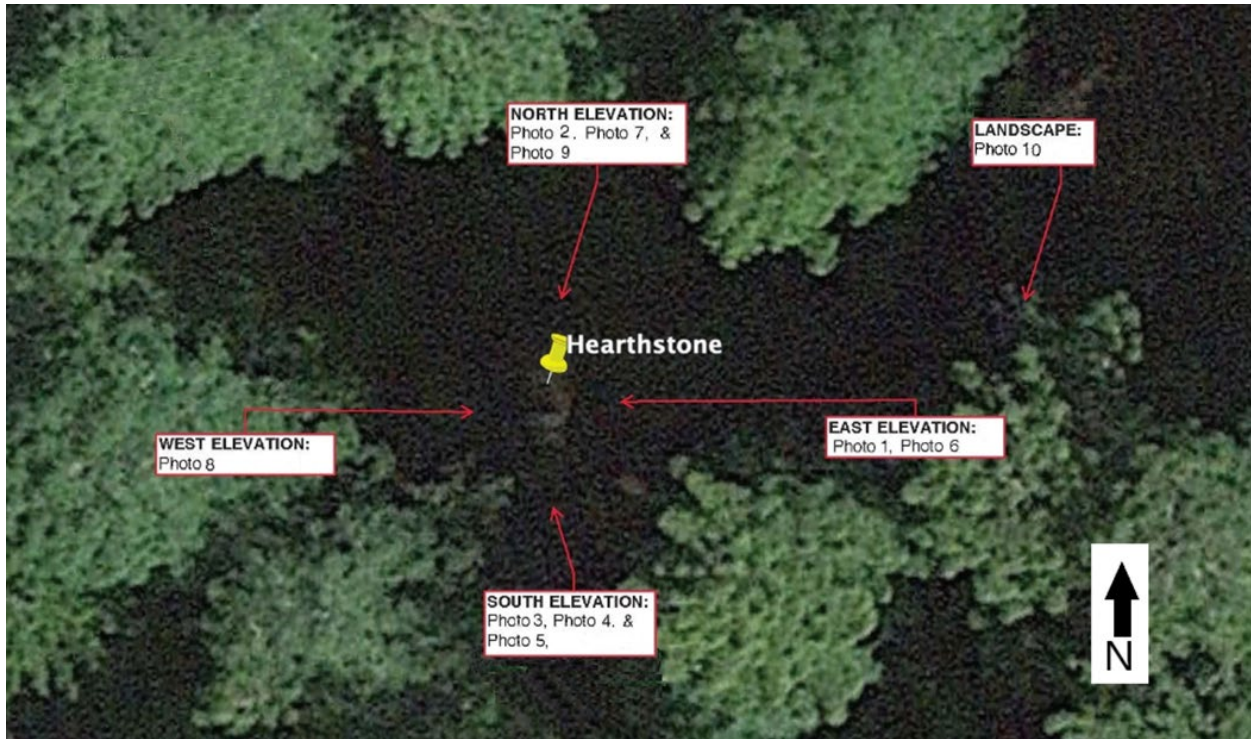 NORTH ELEVATION:
Photo 2, Photo 7, &
Photo 9
LANDSCAPE:
Photo 10
Hearthstone
WEST ELEVATION:
Photo 8
EAST ELEVATION:
Photo 1, Photo 6
SOUTH ELEVATION:
Photo 3, Photo 4, &
Photo 5,
N